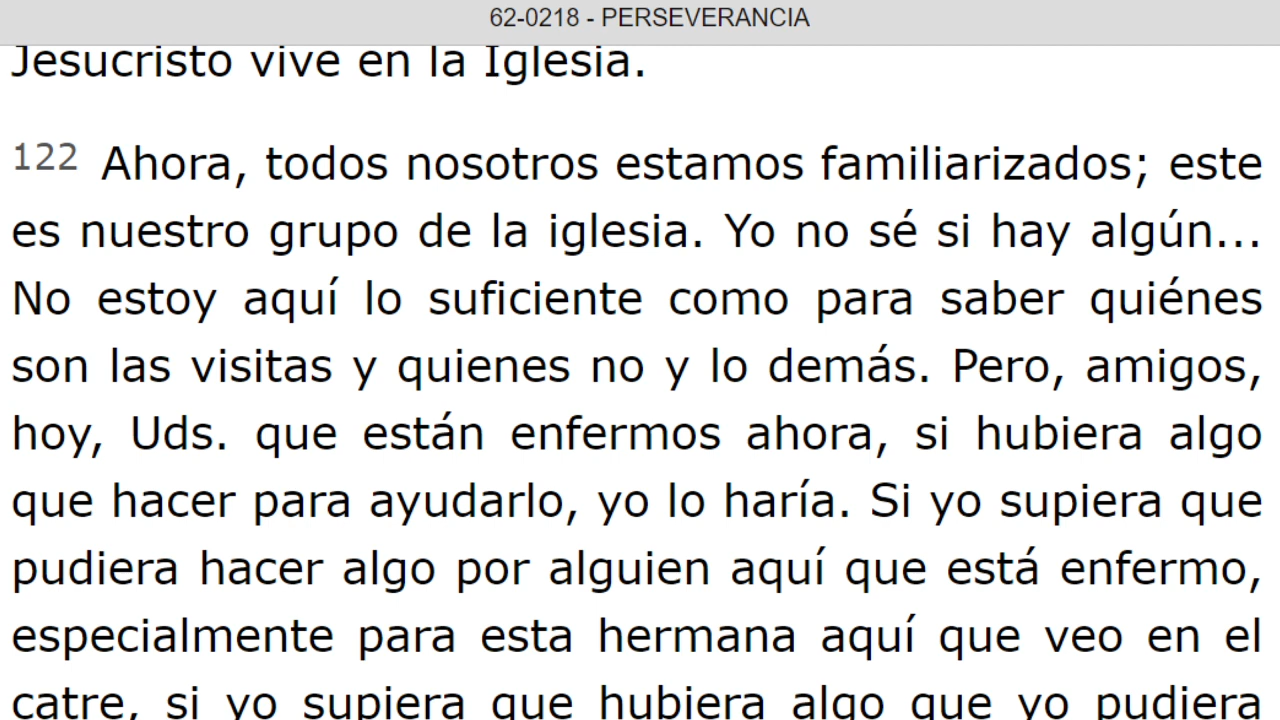 62-0218 - PERSEVERANCIA
Jesucristo vive en la Iglesia.
122 Ahora, todos nosotros estamos familiarizados; este
es nuestro grupo de la iglesia. Yo no sé si hay algún...
No estoy aquí lo suficiente como para saber quiénes
son las visitas y quienes no y lo demás. Pero, amigos,
hoy, Uds. que están enfermos ahora, si hubiera algo
que hacer para ayudarlo, yo lo haría. Si yo supiera que
pudiera hacer algo por alguien aquí que está enfermo,
especialmente para esta hermana aquí que veo en el
catre, si yo supiera que hubiera algo que yo pudiera